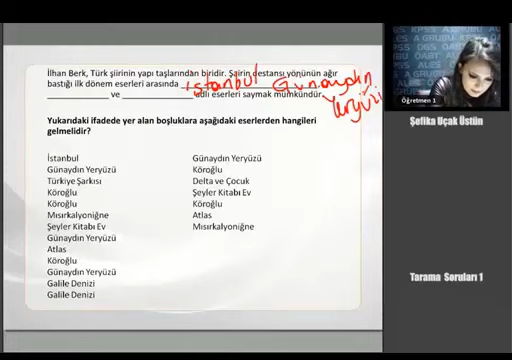 İlhan Berk, Türk şiirinin yapı taşlarından biridir. Şairin destansı yönünün ağır
bastığı ilk dönem eserleri arasında
istanbul Günaydın
Yeryüzü
ve adlı eserleri saymak mümkündür.
Yukarıdaki ifadede yer alan boşluklara aşağıdaki eserlerden hangileri
gelmelidir?
İstanbul Günaydın Yeryüzü
Günaydın Yeryüzü Köroğlu
Türkiye Şarkısı Delta ve Çocuk
Köroğlu Şeyler Kitabı Ev
Köroğlu Köroğlu
Mısırkalyoniğne Atlas
Şeyler Kitabı Ev Mısırkalyoniğne
Günaydın Yeryüzü
Atlas
Köroğlu
Günaydın Yeryüzü
Galile Denizi
Galile Denizi
Öğretmen 1
Şefika Uçak Üstün
Tarama Soruları 1